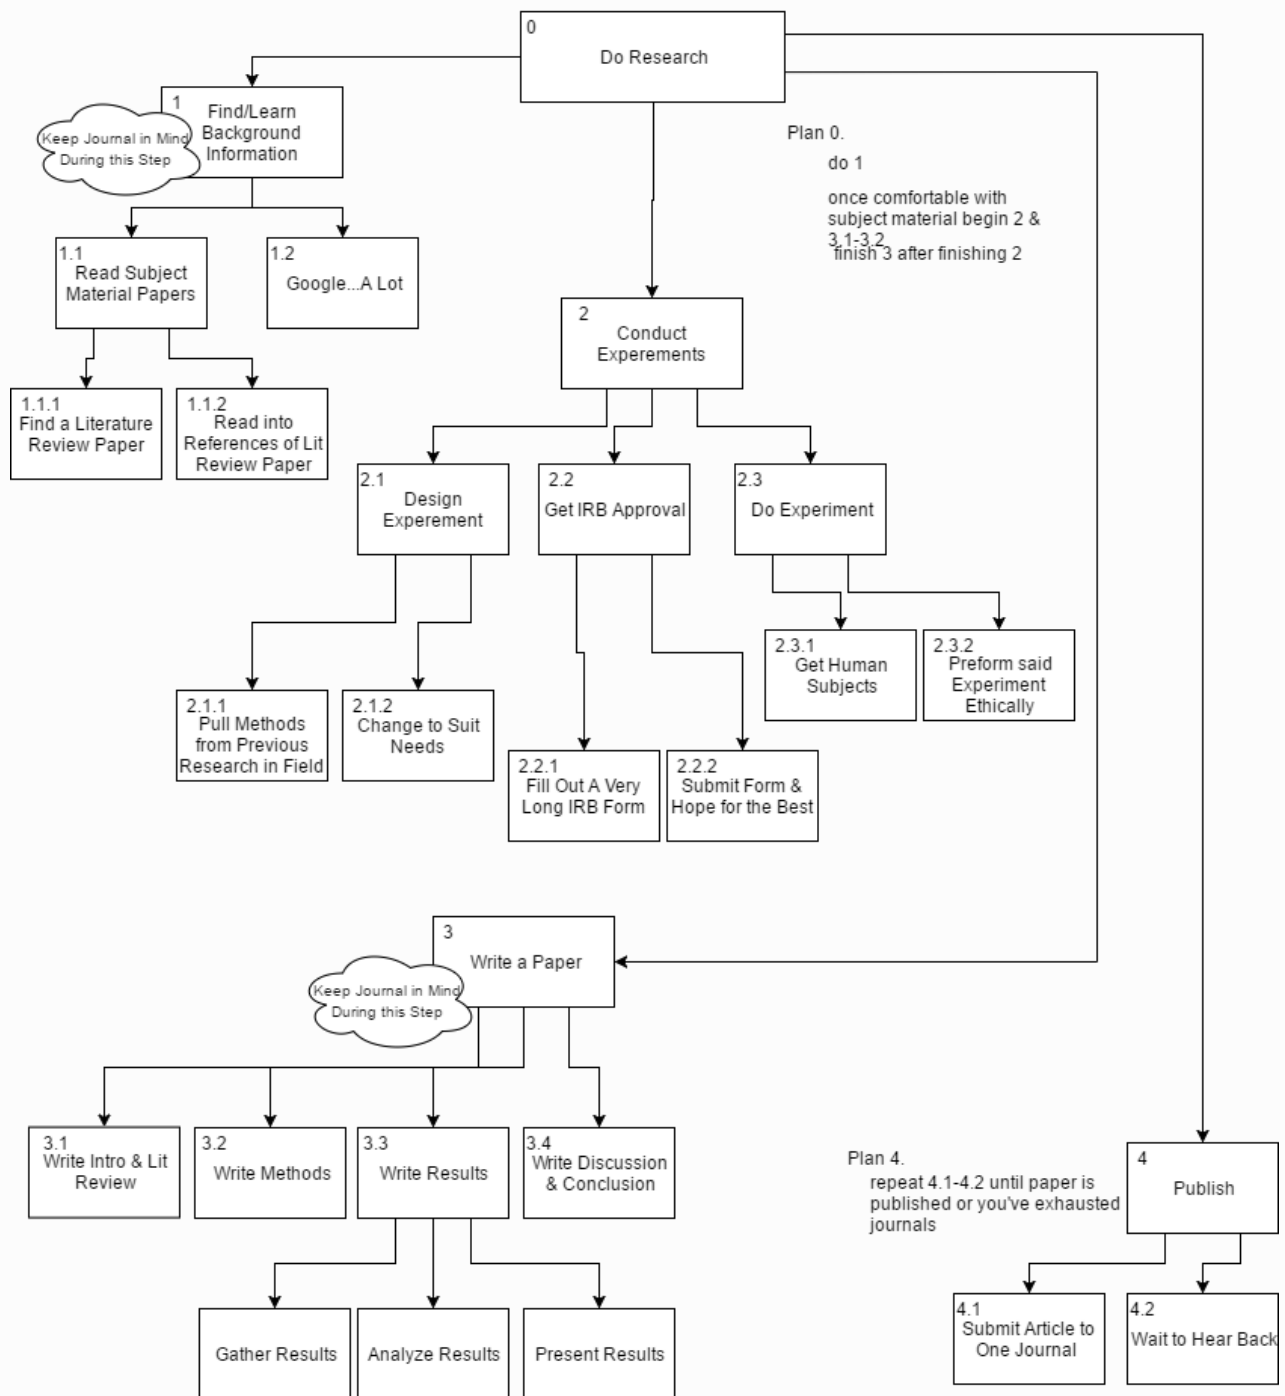 0
Do Research
1
Find/Learn
Background
Information
Keep Journal in Mind
During this Step
Plan 0.
do 1
once comfortable with
subject material begin 2 &
3.1-3.2
finish 3 after finishing 2
1.1
Read Subject
Material Papers
1.2
Google...A Lot
1.1.1
Find a Literature
Review Paper
1.1.2
Read into
References of Lit
Review Paper
2
Conduct
Experements
2.1
Design
Experement
2.2
Get IRB Approval
2.3
Do Experiment
2.1.1
Pull Methods
from Previous
Research in Field
2.1.2
Change to Suit
Needs
2.2.1
Fill Out A Very
Long IRB Form
2.2.2
Submit Form &
Hope for the Best
2.3.1
Get Human
Subjects
2.3.2
Preform said
Experiment
Ethically
3
Write a Paper
Keep Journal in Mind
During this Step
3.1
Write Intro & Lit
Review
3.2
Write Methods
3.3
Write Results
3.4
Write Discussion
& Conclusion
Gather Results
Analyze Results
Present Results
Plan 4.
repeat 4.1-4.2 until paper is
published or you've exhausted
journals
4
Publish
4.1
Submit Article to
One Journal
4.2
Wait to Hear Back